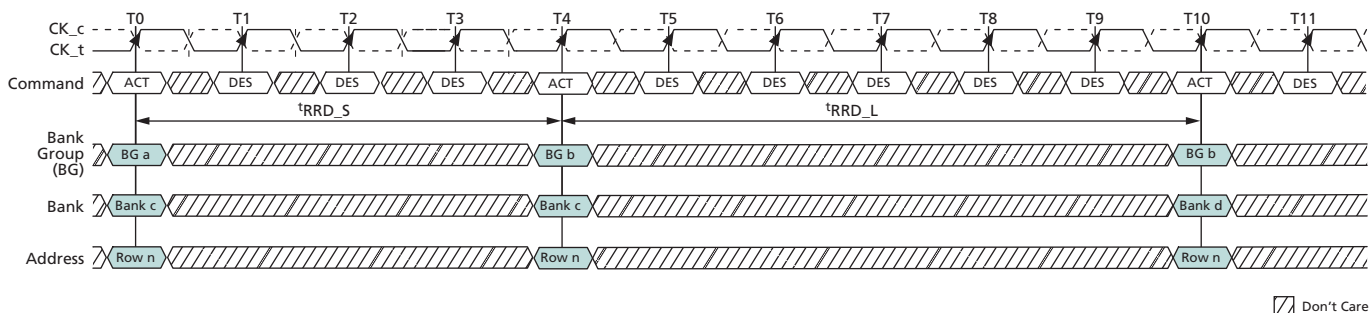 T0 T1 T2 T3 T4 T5 T6 T7 T8 T9 T10 T11
CK_c
CK_t
Command ACT DES DES DES ACT DES DES DES DES DES ACT DES
tRRD_S tRRD_L
Bank
Group
(BG)
BG a BG b BG b
Bank Bank c Bank c Bank d
Address Row n Row n Row n
Don't Care